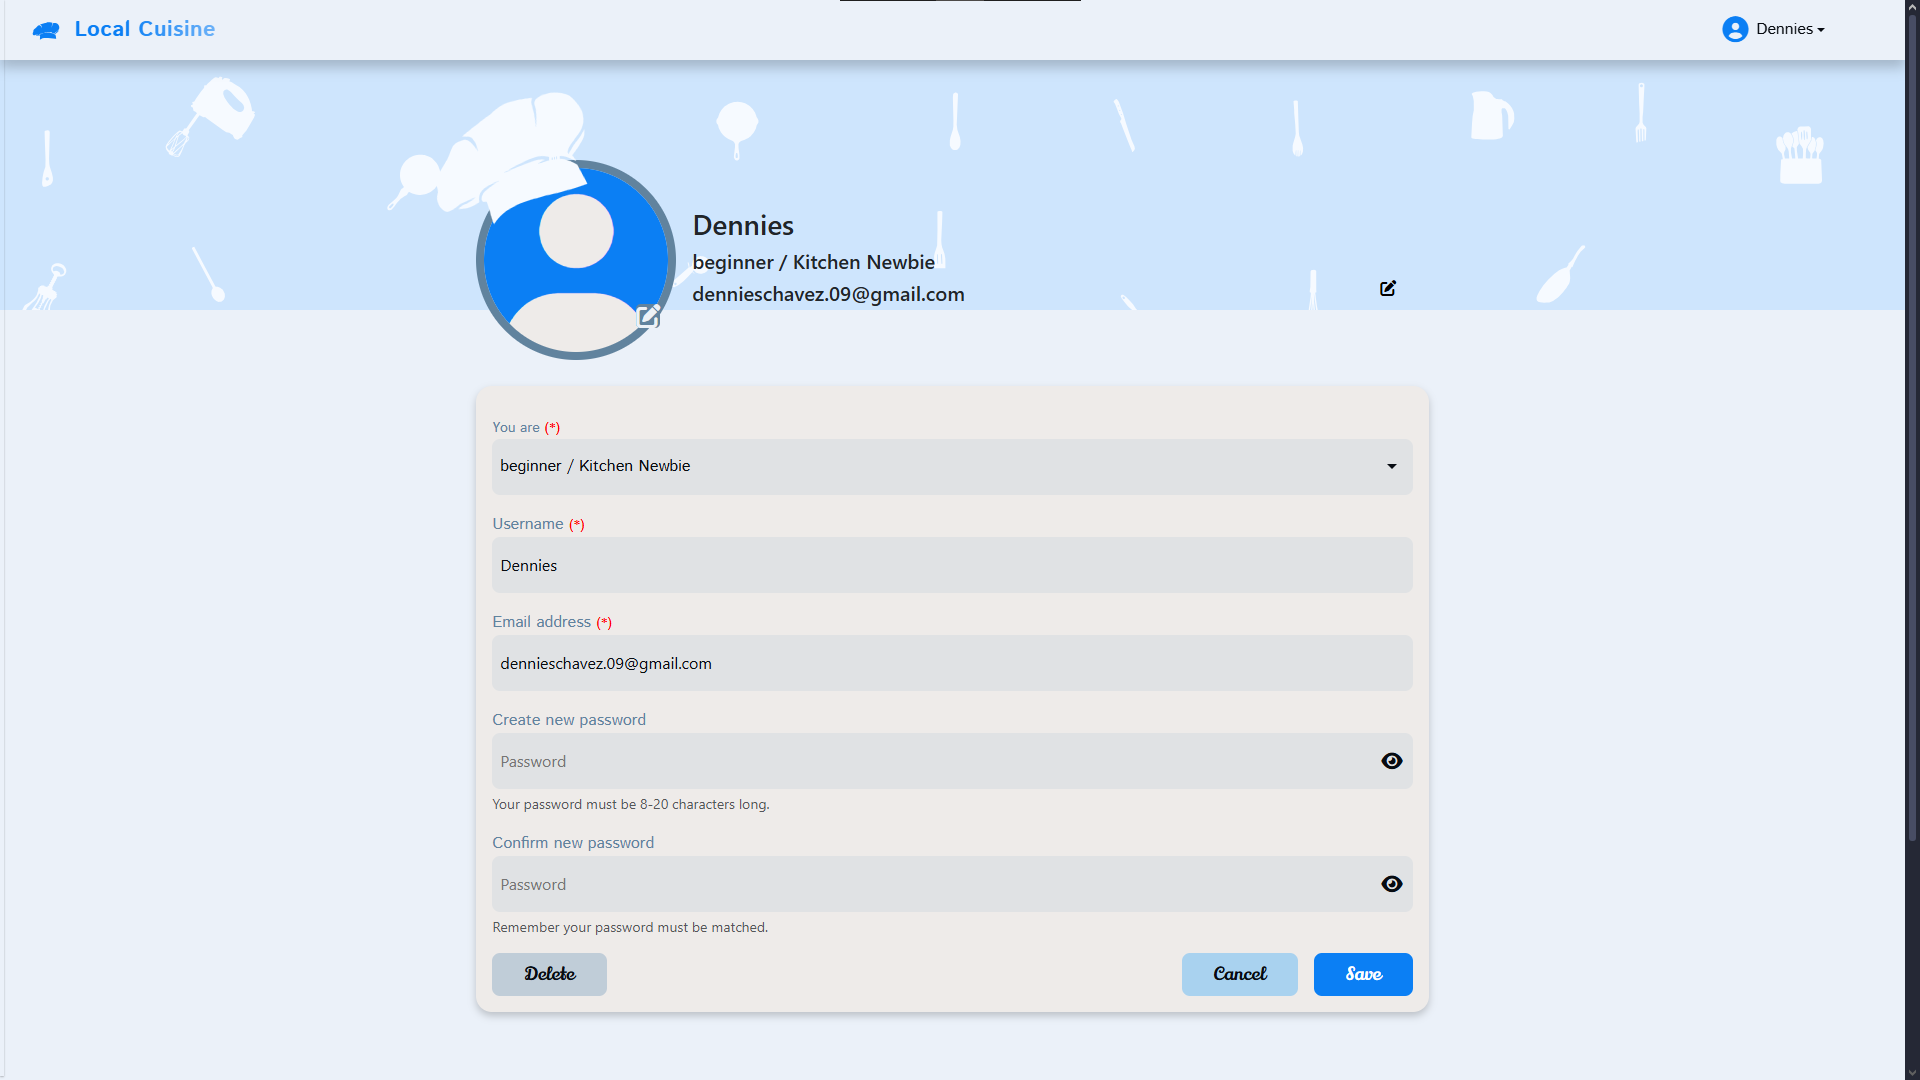 Local Cuisine
Dennies
Dennies
beginner / Kitchen Newbie
dennieschavez.09@gmail.com
You are (*)
beginner / Kitchen Newbie
Username (*)
Dennies
Email address (*)
dennieschavez.09@gmail.com
Create new password
Password
Your password must be 8-20 characters long.
Confirm new password
Password
Remember your password must be matched.
Delete
Cancel
Save